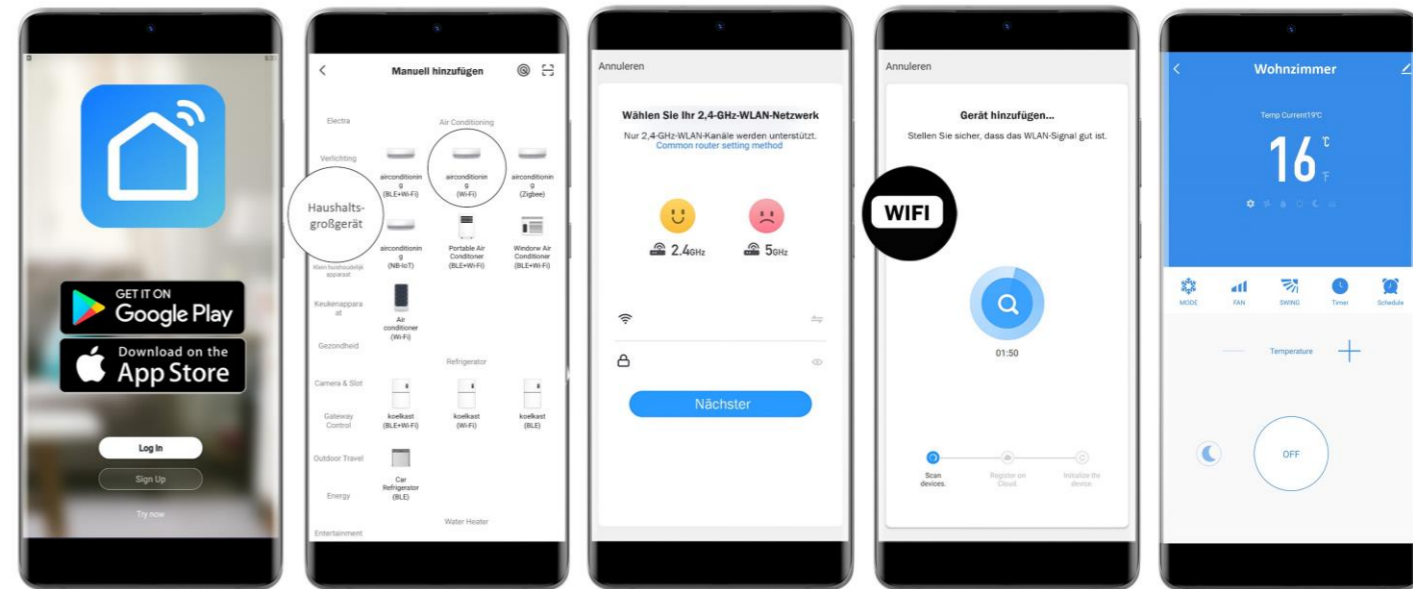 9:30
GET IT ON
Google Play
Download on the
App Store
Log In
Sign Up
Try now
Manuell hinzufügen
Electra
Air Conditioning
Verlichting
airconditionin
g
(BLE+Wi-Fi)
airconditionin
g
(Wi-Fi)
airconditionin
g
(Zigbee)
Haushalts-
großgerät
airconditionin
g
(NB-IoT)
Portable Air
Conditoner
(BLE+Wi-Fi)
Window Air
Conditioner
(BLE+Wi-Fi)
Klein huishoudelijk
apparaat
Keukenappara
at
Air
conditioner
(Wi-Fi)
Gezondheid
Refrigerator
Camera & Slot
Gateway
Control
koelkast
(BLE+Wi-Fi)
koelkast
(Wi-Fi)
koelkast
(BLE)
Outdoor Travel
Car
Refrigerator
(BLE)
Energy
Water Heater
Entertainment
Annuleren
Wählen Sie Ihr 2,4-GHz-WLAN-Netzwerk
Nur 2,4-GHz-WLAN-Kanäle werden unterstützt.
Common router setting method
2.4GHz
5GHz
Nächster
Annuleren
Gerät hinzufügen...
Stellen Sie sicher, dass das WLAN-Signal gut ist.
WIFI
01:50
Scan
devices.
Register on
Cloud.
Initialize the
device.
Wohnzimmer
Temp Current19°C
16
°C
°F
MODE
FAN
SWING
Timer
Schedule
Temperature
OFF